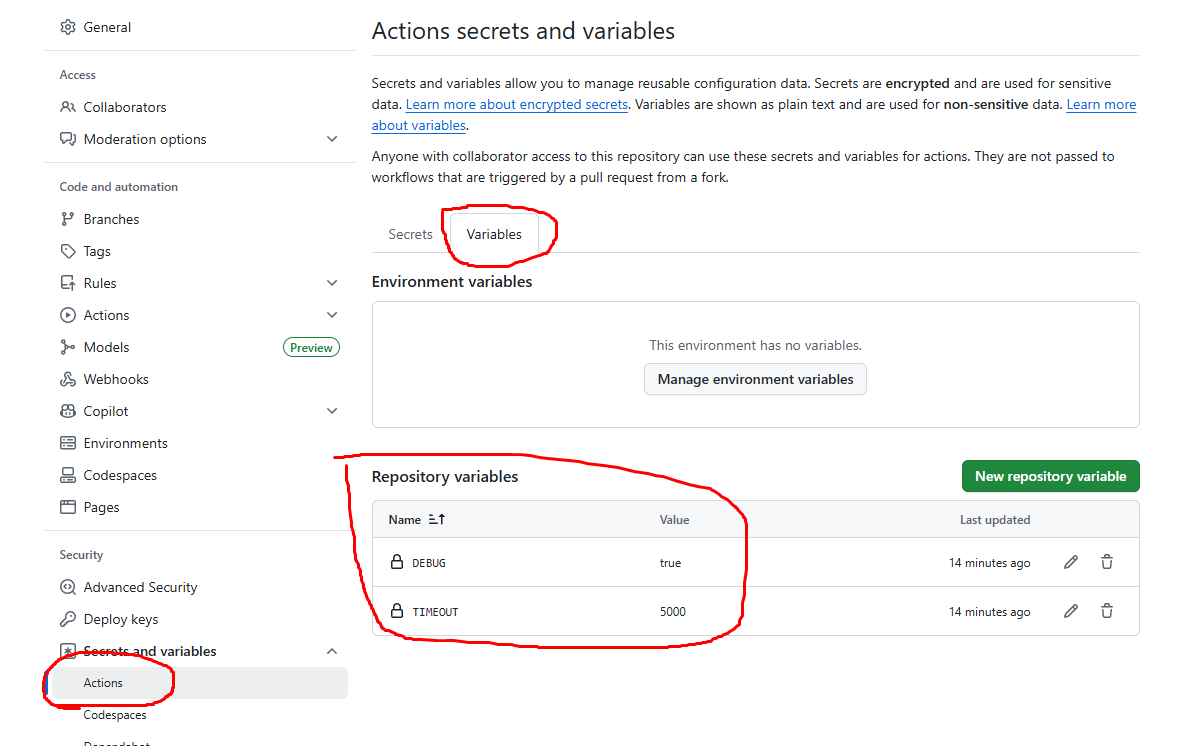 General
Access
Collaborators
Moderation options
Code and automation
Branches
Tags
Rules
Actions
Models
Preview
Webhooks
Copilot
Environments
Codespaces
Pages
Security
Advanced Security
Deploy keys
Secrets and variables
Actions
Codespaces
Dependabot
Actions secrets and variables
Secrets and variables allow you to manage reusable configuration data. Secrets are encrypted and are used for sensitive
data. Learn more about encrypted secrets. Variables are shown as plain text and are used for non-sensitive data. Learn more
about variables.
Anyone with collaborator access to this repository can use these secrets and variables for actions. They are not passed to
workflows that are triggered by a pull request from a fork.
Secrets Variables
Environment variables
This environment has no variables.
Manage environment variables
Repository variables New repository variable
Name Value Last updated
DEBUG true 14 minutes ago
TIMEOUT 5000 14 minutes ago